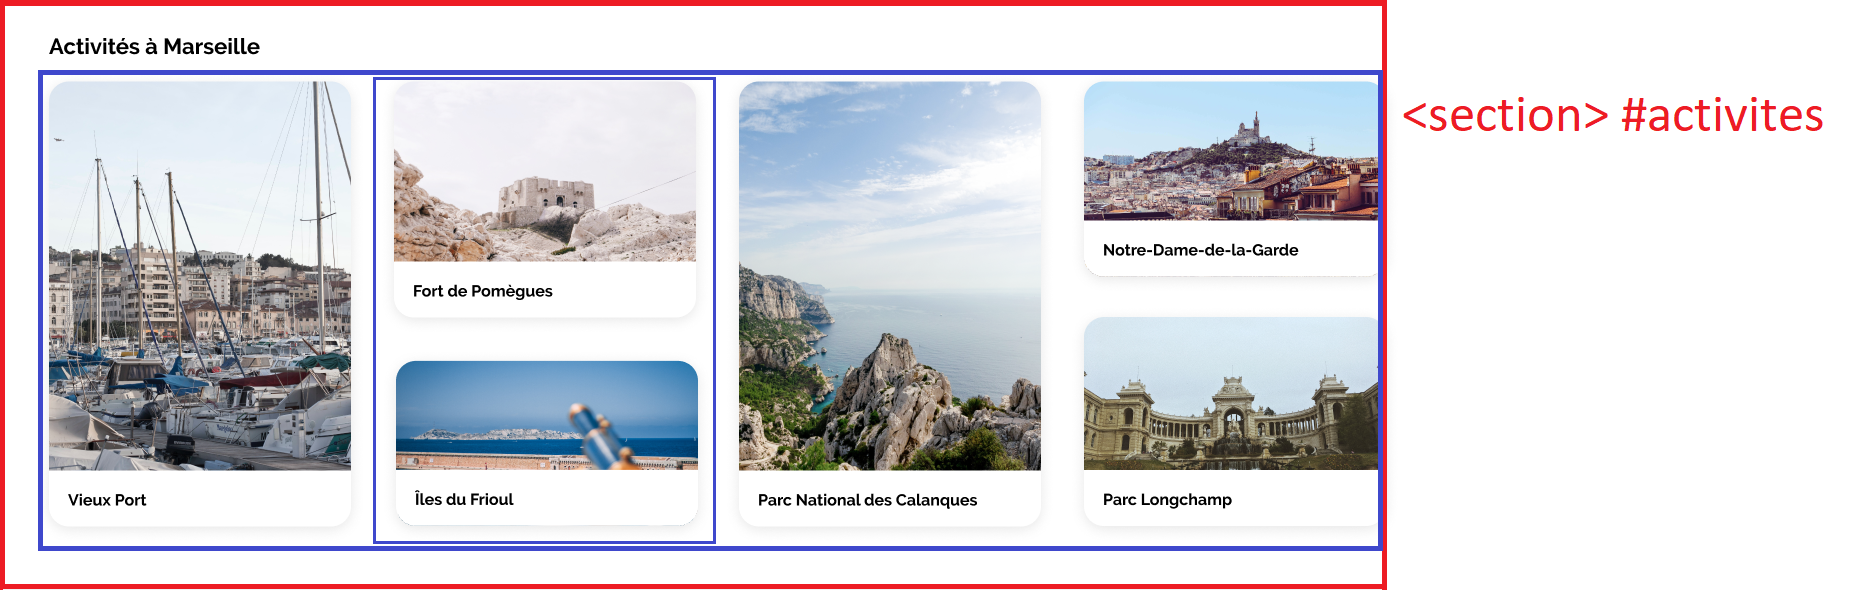 Activités à Marseille
<section> #activites
Vieux Port
Fort de Pomègues
Îles du Frioul
Parc National des Calanques
Notre-Dame-de-la-Garde
Parc Longchamp